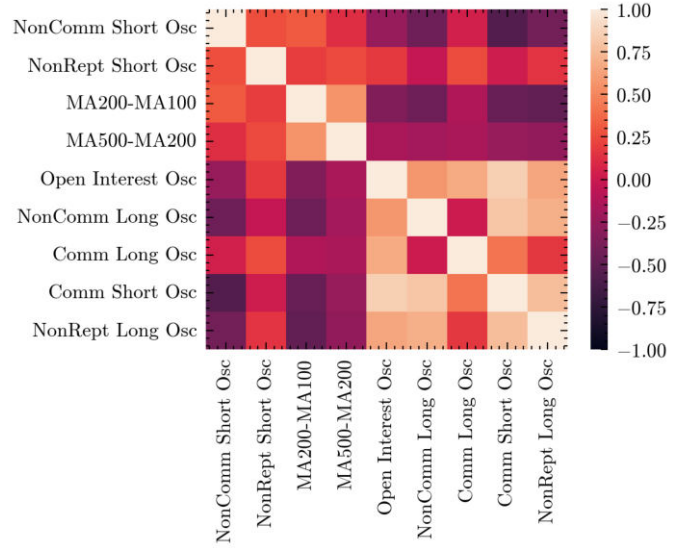 NonComm Short Osc
NonRept Short Osc
MA200-MA100
MA500-MA200
Open Interest Osc
NonComm Long Osc
Comm Long Osc
Comm Short Osc
NonRept Long Osc
NonComm Short Osc
NonRept Short Osc
MA200-MA100
MA500-MA200
Open Interest Osc
NonComm Long Osc
Comm Long Osc
Comm Short Osc
NonRept Long Osc
1.00
0.75
0.50
0.25
0.00
−0.25
−0.50
−0.75
−1.00